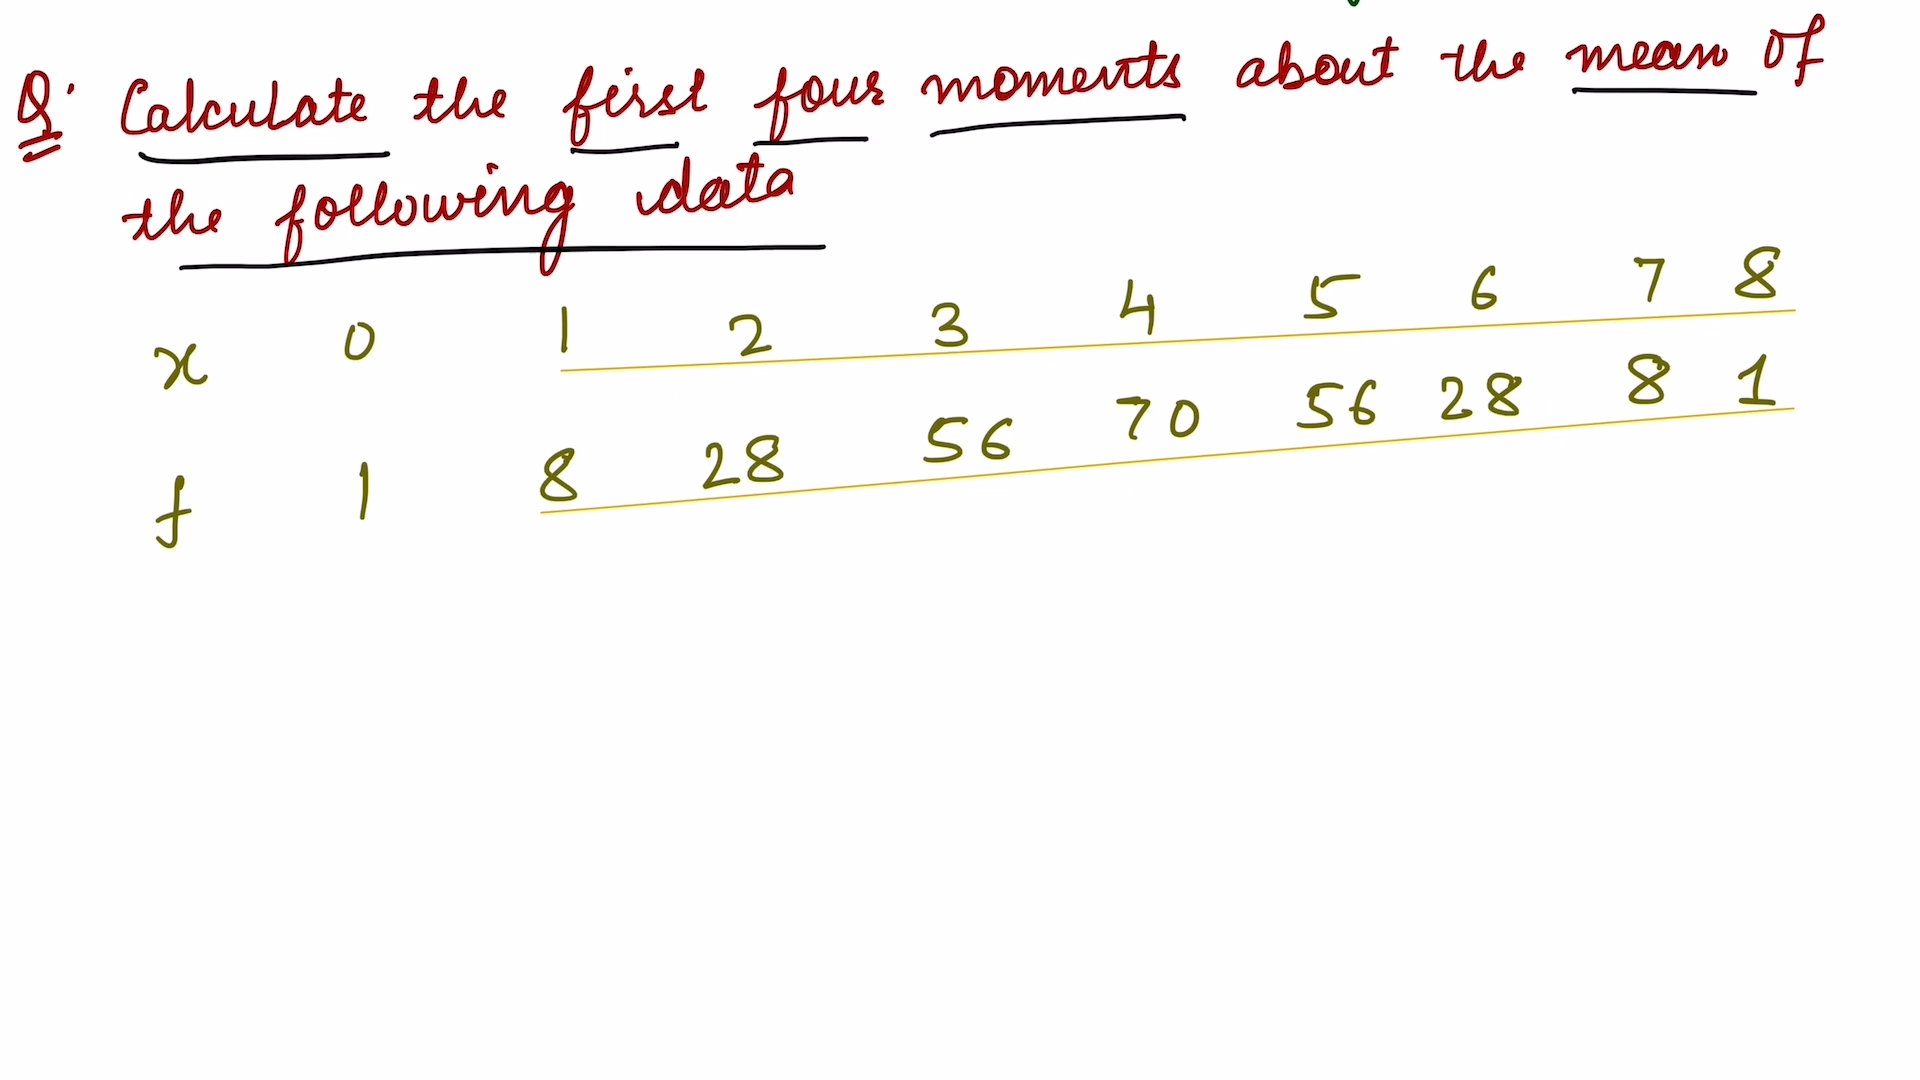 Q. Calculate the first four moments about the mean of
the following data
x 0 1 2 3 4 5 6 7 8
f 1 8 28 56 70 56 28 8 1